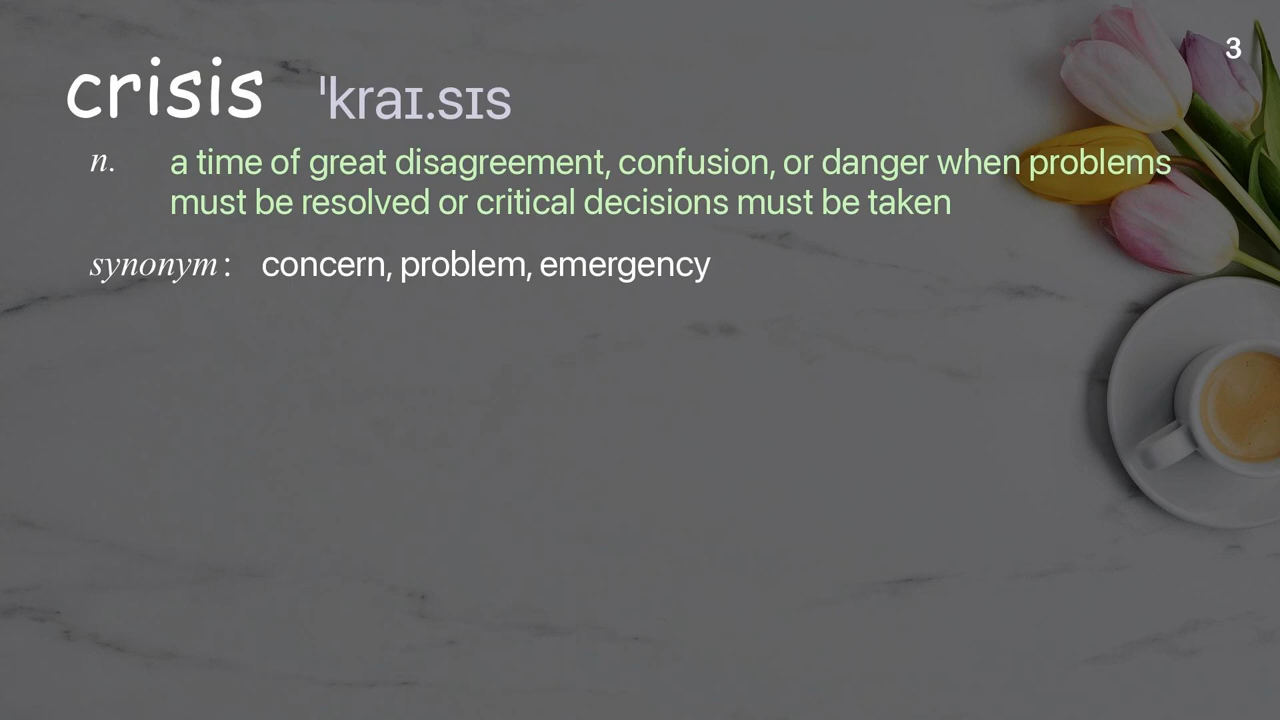 3
crisis ˈkraɪ.sɪs
n. a time of great disagreement, confusion, or danger when problems
must be resolved or critical decisions must be taken
synonym : concern, problem, emergency